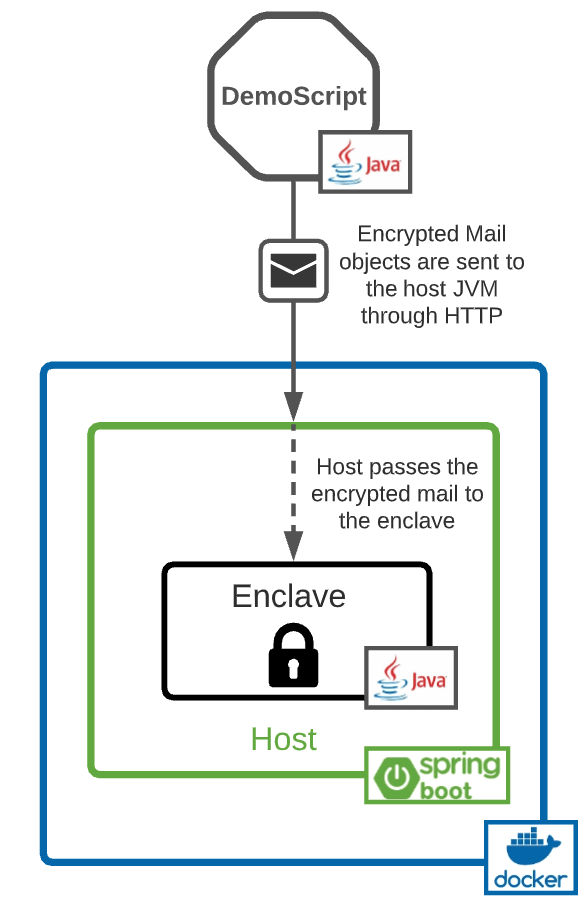 DemoScript
Java
Encrypted Mail
objects are sent to
the host JVM
through HTTP
Host passes the
encrypted mail to
the enclave
Enclave
Java
Host
spring
boot
docker